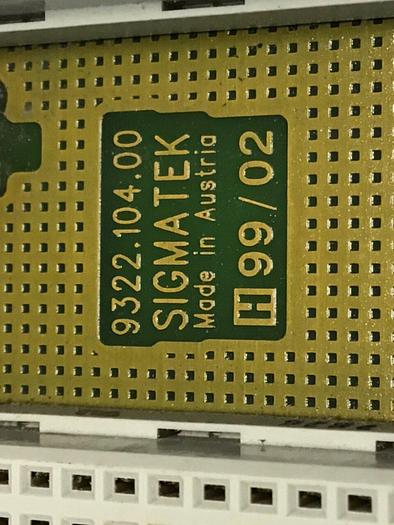 9322.104.00
SIGMATEK
Made in Austria
H 99/02